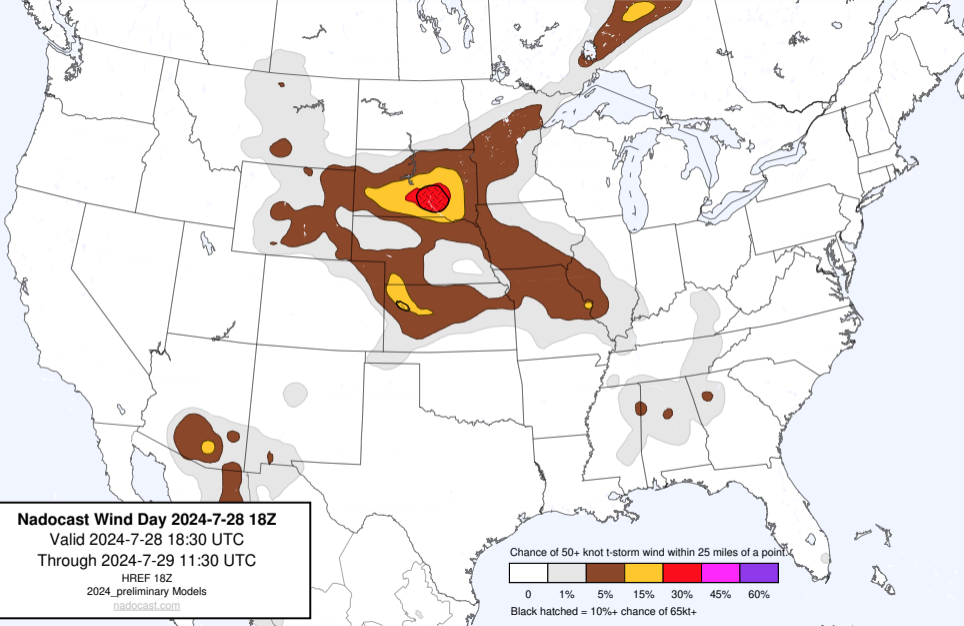 Nadocast Wind Day 2024-7-28 18Z
Valid 2024-7-28 18:30 UTC
Through 2024-7-29 11:30 UTC
HREF 18Z
2024_preliminary Models
nadocast.com
Chance of 50+ knot t-storm wind within 25 miles of a point.
0 1% 5% 15% 30% 45% 60%
Black hatched = 10%+ chance of 65kt+